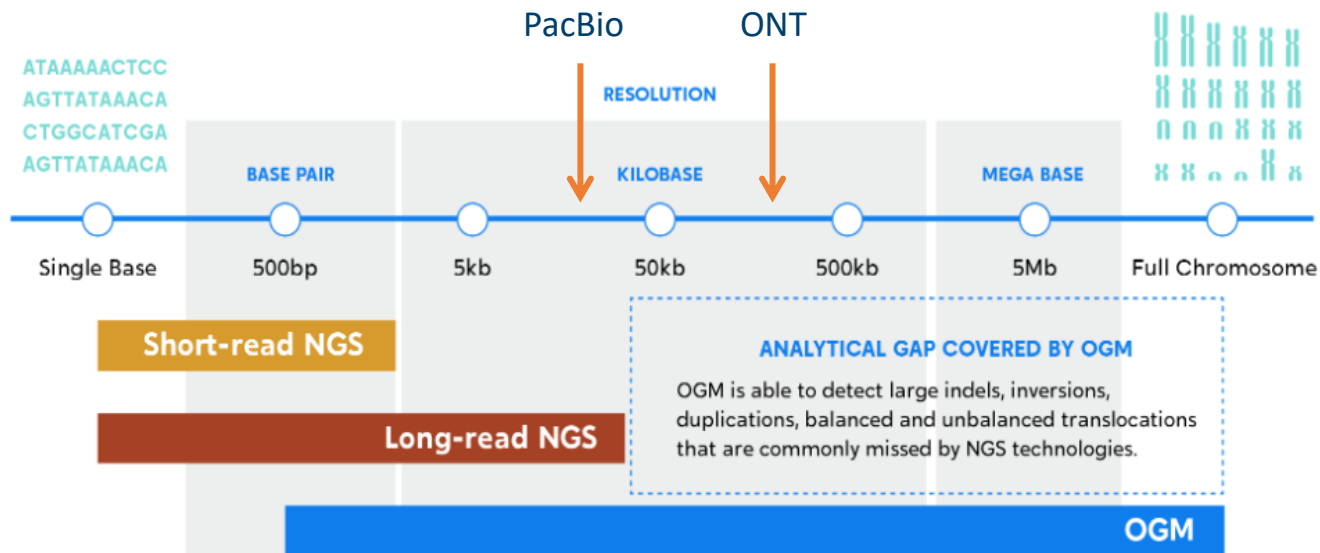 PacBio ONT
ATAAAAACTCC
AGTTATAAACA
CTGGCATCGA
AGTTATAAACA
RESOLUTION
BASE PAIR KILOBASE MEGA BASE
Single Base 500bp 5kb 50kb 500kb 5Mb Full Chromosome
Short-read NGS
Long-read NGS
ANALYTICAL GAP COVERED BY OGM
OGM is able to detect large indels, inversions,
duplications, balanced and unbalanced translocations
that are commonly missed by NGS technologies.
OGM